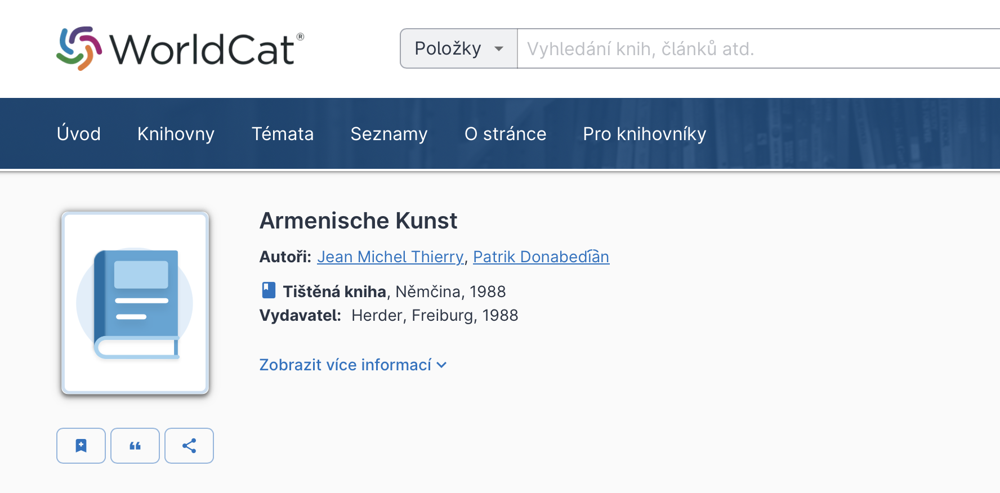 WorldCat®
Položky
Vyhledání knih, článků atd.
Úvod Knihovny Témata Seznamy O stránce Pro knihovníky
Armenische Kunst
Autoři: Jean Michel Thierry, Patrik Donabedi͡an
Tištěná kniha, Němčina, 1988
Vydavatel: Herder, Freiburg, 1988
Zobrazit více informací